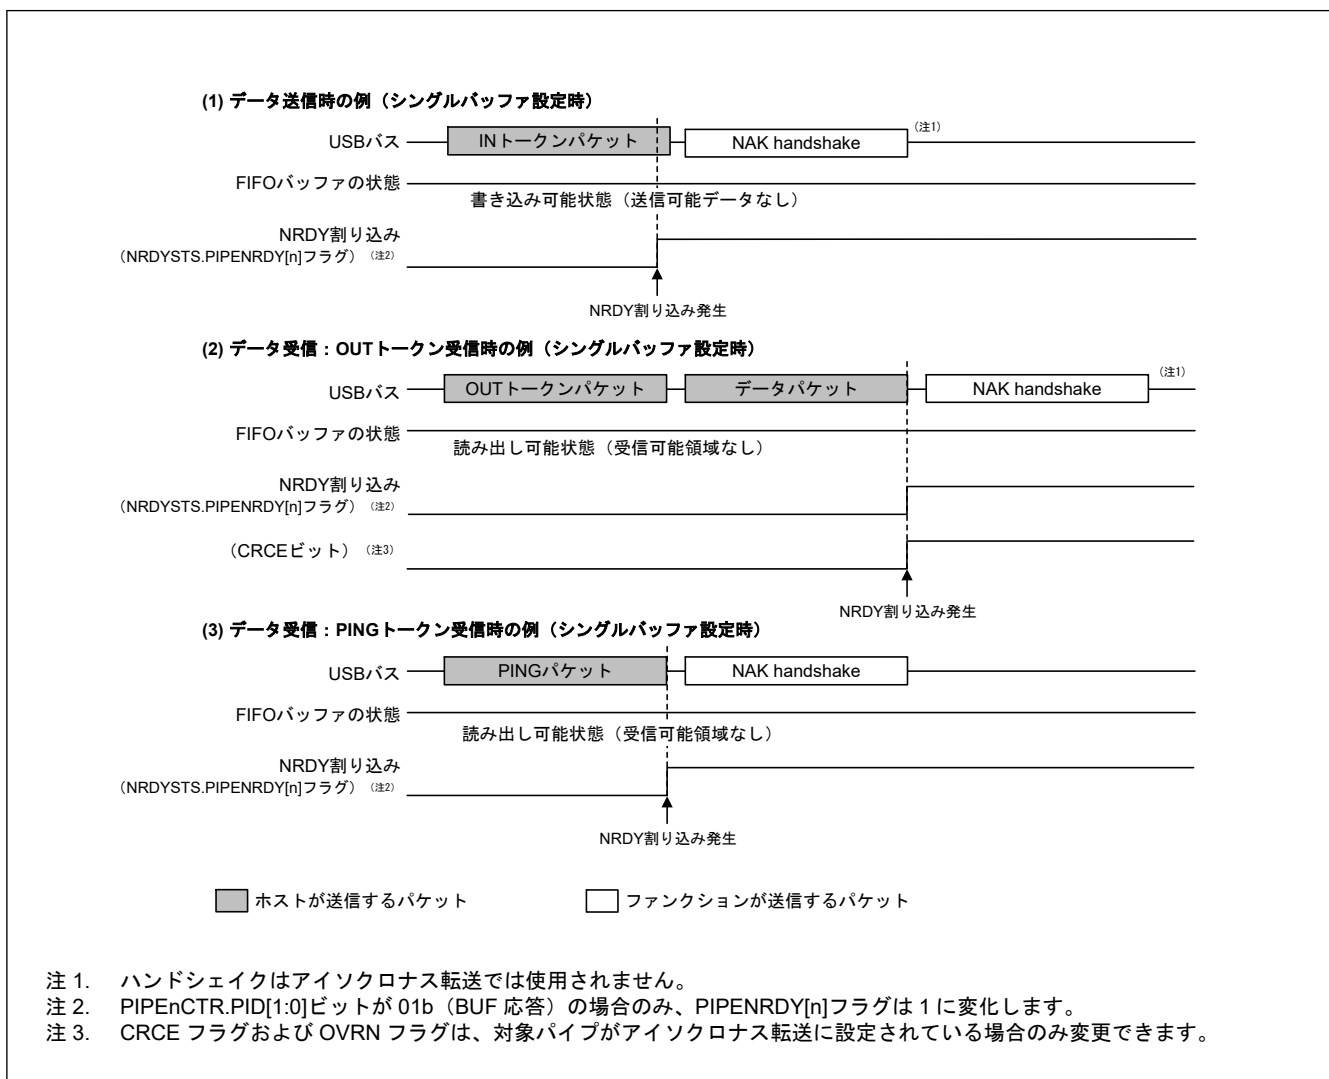 (1) データ送信時の例（シングルバッファ設定時）
USBバス
INトークンパケット
NAK handshake
（注1）
FIFOバッファの状態
書き込み可能状態（送信可能データなし）
NRDY割り込み
（NRDYSTS.PIPENRDY[n]フラグ）（注2）
NRDY割り込み発生
(2) データ受信：OUTトークン受信時の例（シングルバッファ設定時）
USBバス
OUTトークンパケット
データパケット
NAK handshake
（注1）
FIFOバッファの状態
読み出し可能状態（受信可能領域なし）
NRDY割り込み
（NRDYSTS.PIPENRDY[n]フラグ）（注2）
（CRCEビット）（注3）
NRDY割り込み発生
(3) データ受信：PINGトークン受信時の例（シングルバッファ設定時）
USBバス
PINGパケット
NAK handshake
FIFOバッファの状態
読み出し可能状態（受信可能領域なし）
NRDY割り込み
（NRDYSTS.PIPENRDY[n]フラグ）（注2）
NRDY割り込み発生
ホストが送信するパケット
ファンクションが送信するパケット
注 1. ハンドシェイクはアイソクロナス転送では使用されません。
注 2. PIPEnCTR.PID[1:0]ビットが 01b（BUF 応答）の場合のみ、PIPENRDY[n]フラグは 1 に変化します。
注 3. CRCE フラグおよび OVRN フラグは、対象パイプがアイソクロナス転送に設定されている場合のみ変更できます。